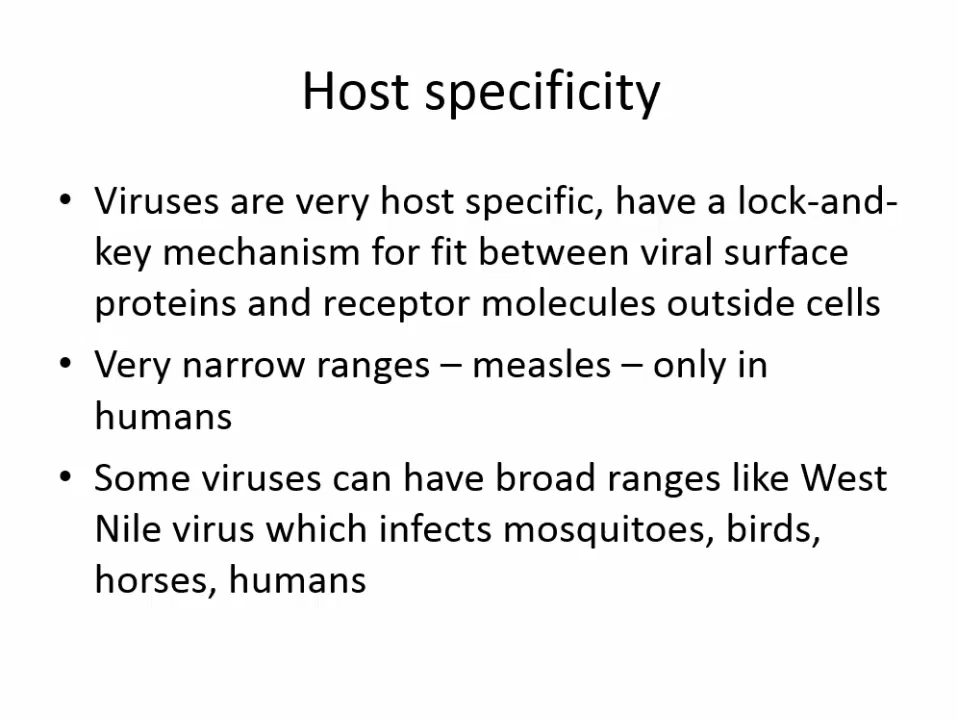 Host specificity
• Viruses are very host specific, have a lock-and-
key mechanism for fit between viral surface
proteins and receptor molecules outside cells
• Very narrow ranges – measles – only in
humans
• Some viruses can have broad ranges like West
Nile virus which infects mosquitoes, birds,
horses, humans